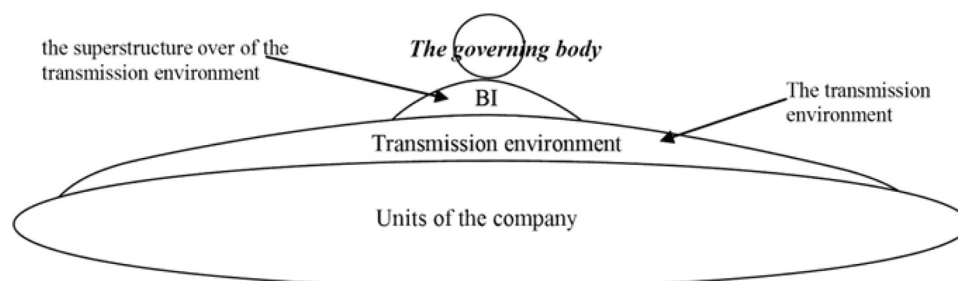 the superstructure over of the
transmission environment
The governing body
BI
The transmission
environment
Transmission environment
Units of the company